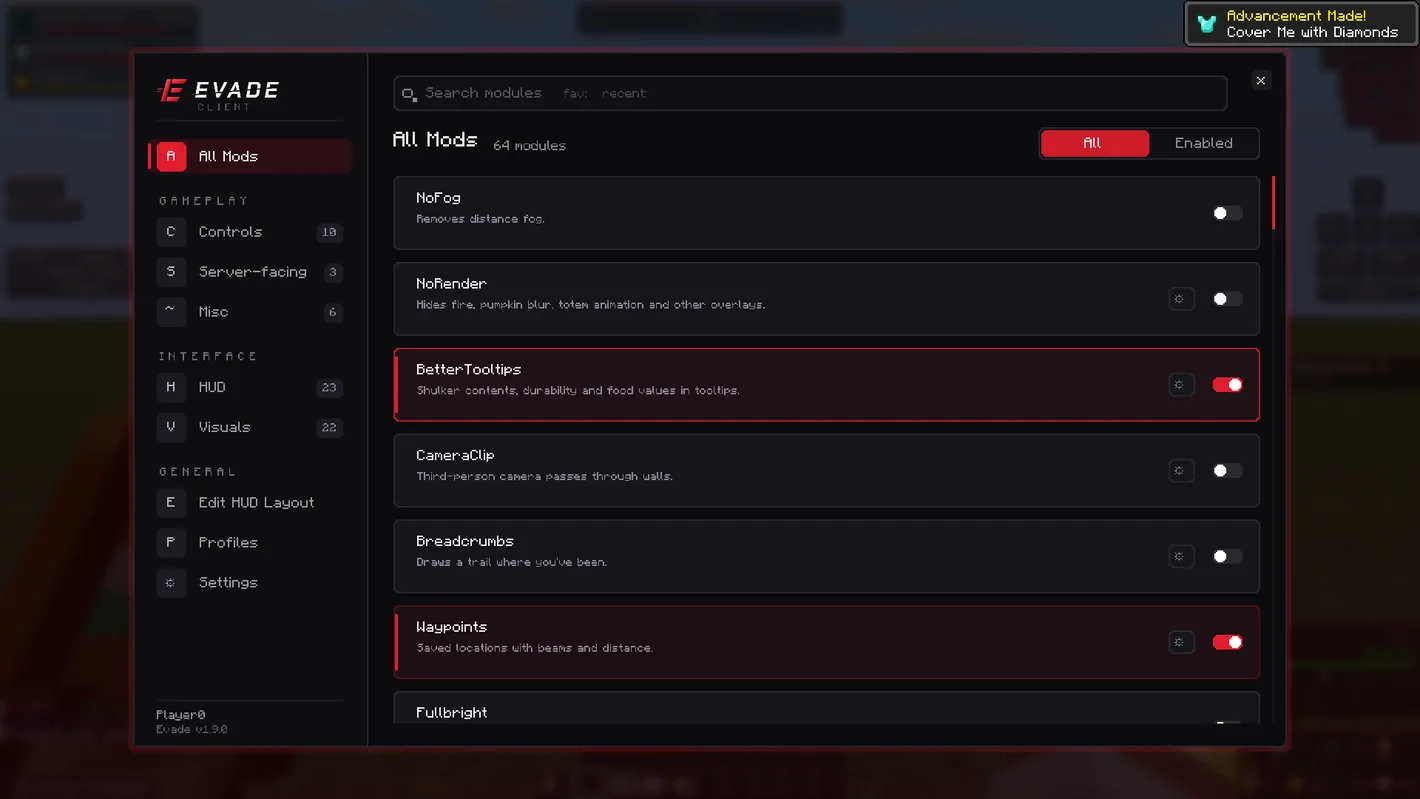 Advancement Made!
Cover Me with Diamonds
EVADE
CLIENT
Search modules fav: recent
All Mods 64 modules
All Enabled
A All Mods
GAMEPLAY
C Controls 10
S Server-facing 3
~ Misc 6
INTERFACE
H HUD 23
V Visuals 22
GENERAL
E Edit HUD Layout
P Profiles
Settings
Player0
Evade v1.9.0
NoFog
Removes distance fog.
NoRender
Hides fire, pumpkin blur, totem animation and other overlays.
BetterTooltips
Shulker contents, durability and food values in tooltips.
CameraClip
Third-person camera passes through walls.
Breadcrumbs
Draws a trail where you've been.
Waypoints
Saved locations with beams and distance.
Fullbright